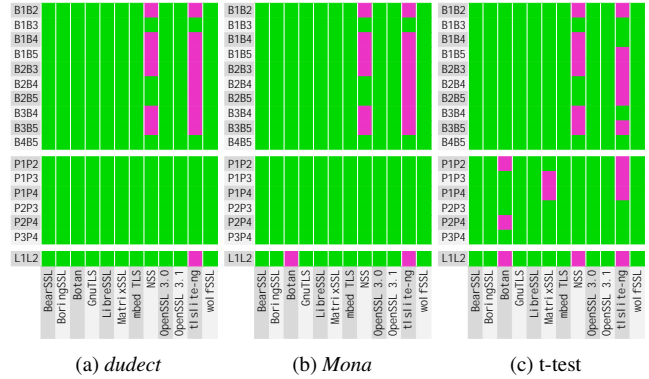 B1B2
B1B3
B1B4
B1B5
B2B3
B2B4
B2B5
B3B4
B3B5
B4B5
P1P2
P1P3
P1P4
P2P3
P2P4
P3P4
L1L2
BearSSL
BoringSSL
Botan
GnuTLS
LibreSSL
MatrixSSL
mbed TLS
NSS
OpenSSL 3.0
OpenSSL 3.1
tlslite-ng
wolfSSL
(a) dudect
B1B2
B1B3
B1B4
B1B5
B2B3
B2B4
B2B5
B3B4
B3B5
B4B5
P1P2
P1P3
P1P4
P2P3
P2P4
P3P4
L1L2
BearSSL
BoringSSL
Botan
GnuTLS
LibreSSL
MatrixSSL
mbed TLS
NSS
OpenSSL 3.0
OpenSSL 3.1
tlslite-ng
wolfSSL
(b) Mona
B1B2
B1B3
B1B4
B1B5
B2B3
B2B4
B2B5
B3B4
B3B5
B4B5
P1P2
P1P3
P1P4
P2P3
P2P4
P3P4
L1L2
BearSSL
BoringSSL
Botan
GnuTLS
LibreSSL
MatrixSSL
mbed TLS
NSS
OpenSSL 3.0
OpenSSL 3.1
tlslite-ng
wolfSSL
(c) t-test